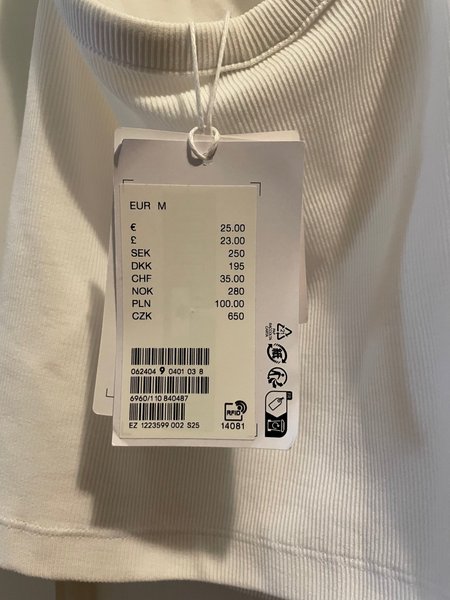 EUR M
€ 25.00
£ 23.00
SEK 250
DKK 195
CHF 35.00
NOK 280
PLN 100.00
CZK 650
062404 9 0401 03 8
6960/110 840487
RFID
EZ 1223599 002 S25 14081